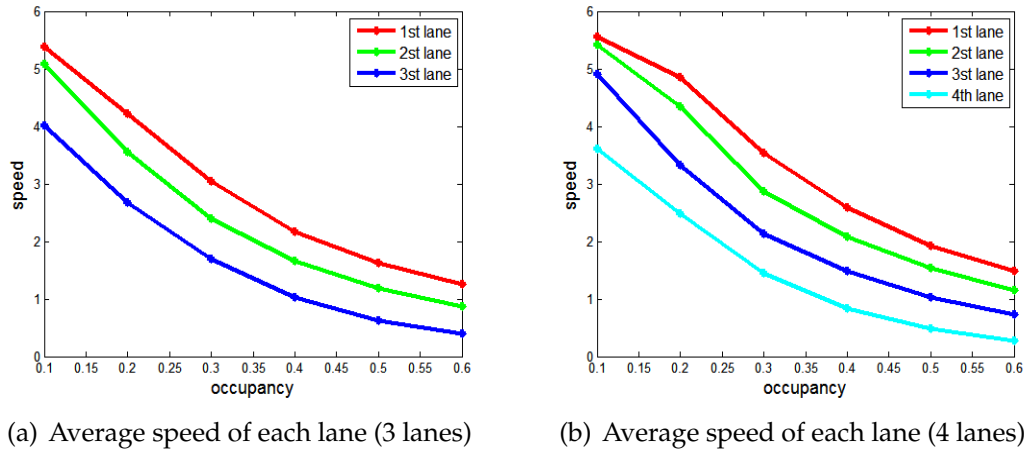 6
5
4
3
2
1
0
speed
0.1 0.15 0.2 0.25 0.3 0.35 0.4 0.45 0.5 0.55 0.6
occupancy
1st lane
2st lane
3st lane
(a) Average speed of each lane (3 lanes)
6
5
4
3
2
1
0
speed
0.1 0.15 0.2 0.25 0.3 0.35 0.4 0.45 0.5 0.55 0.6
occupancy
1st lane
2st lane
3st lane
4th lane
(b) Average speed of each lane (4 lanes)